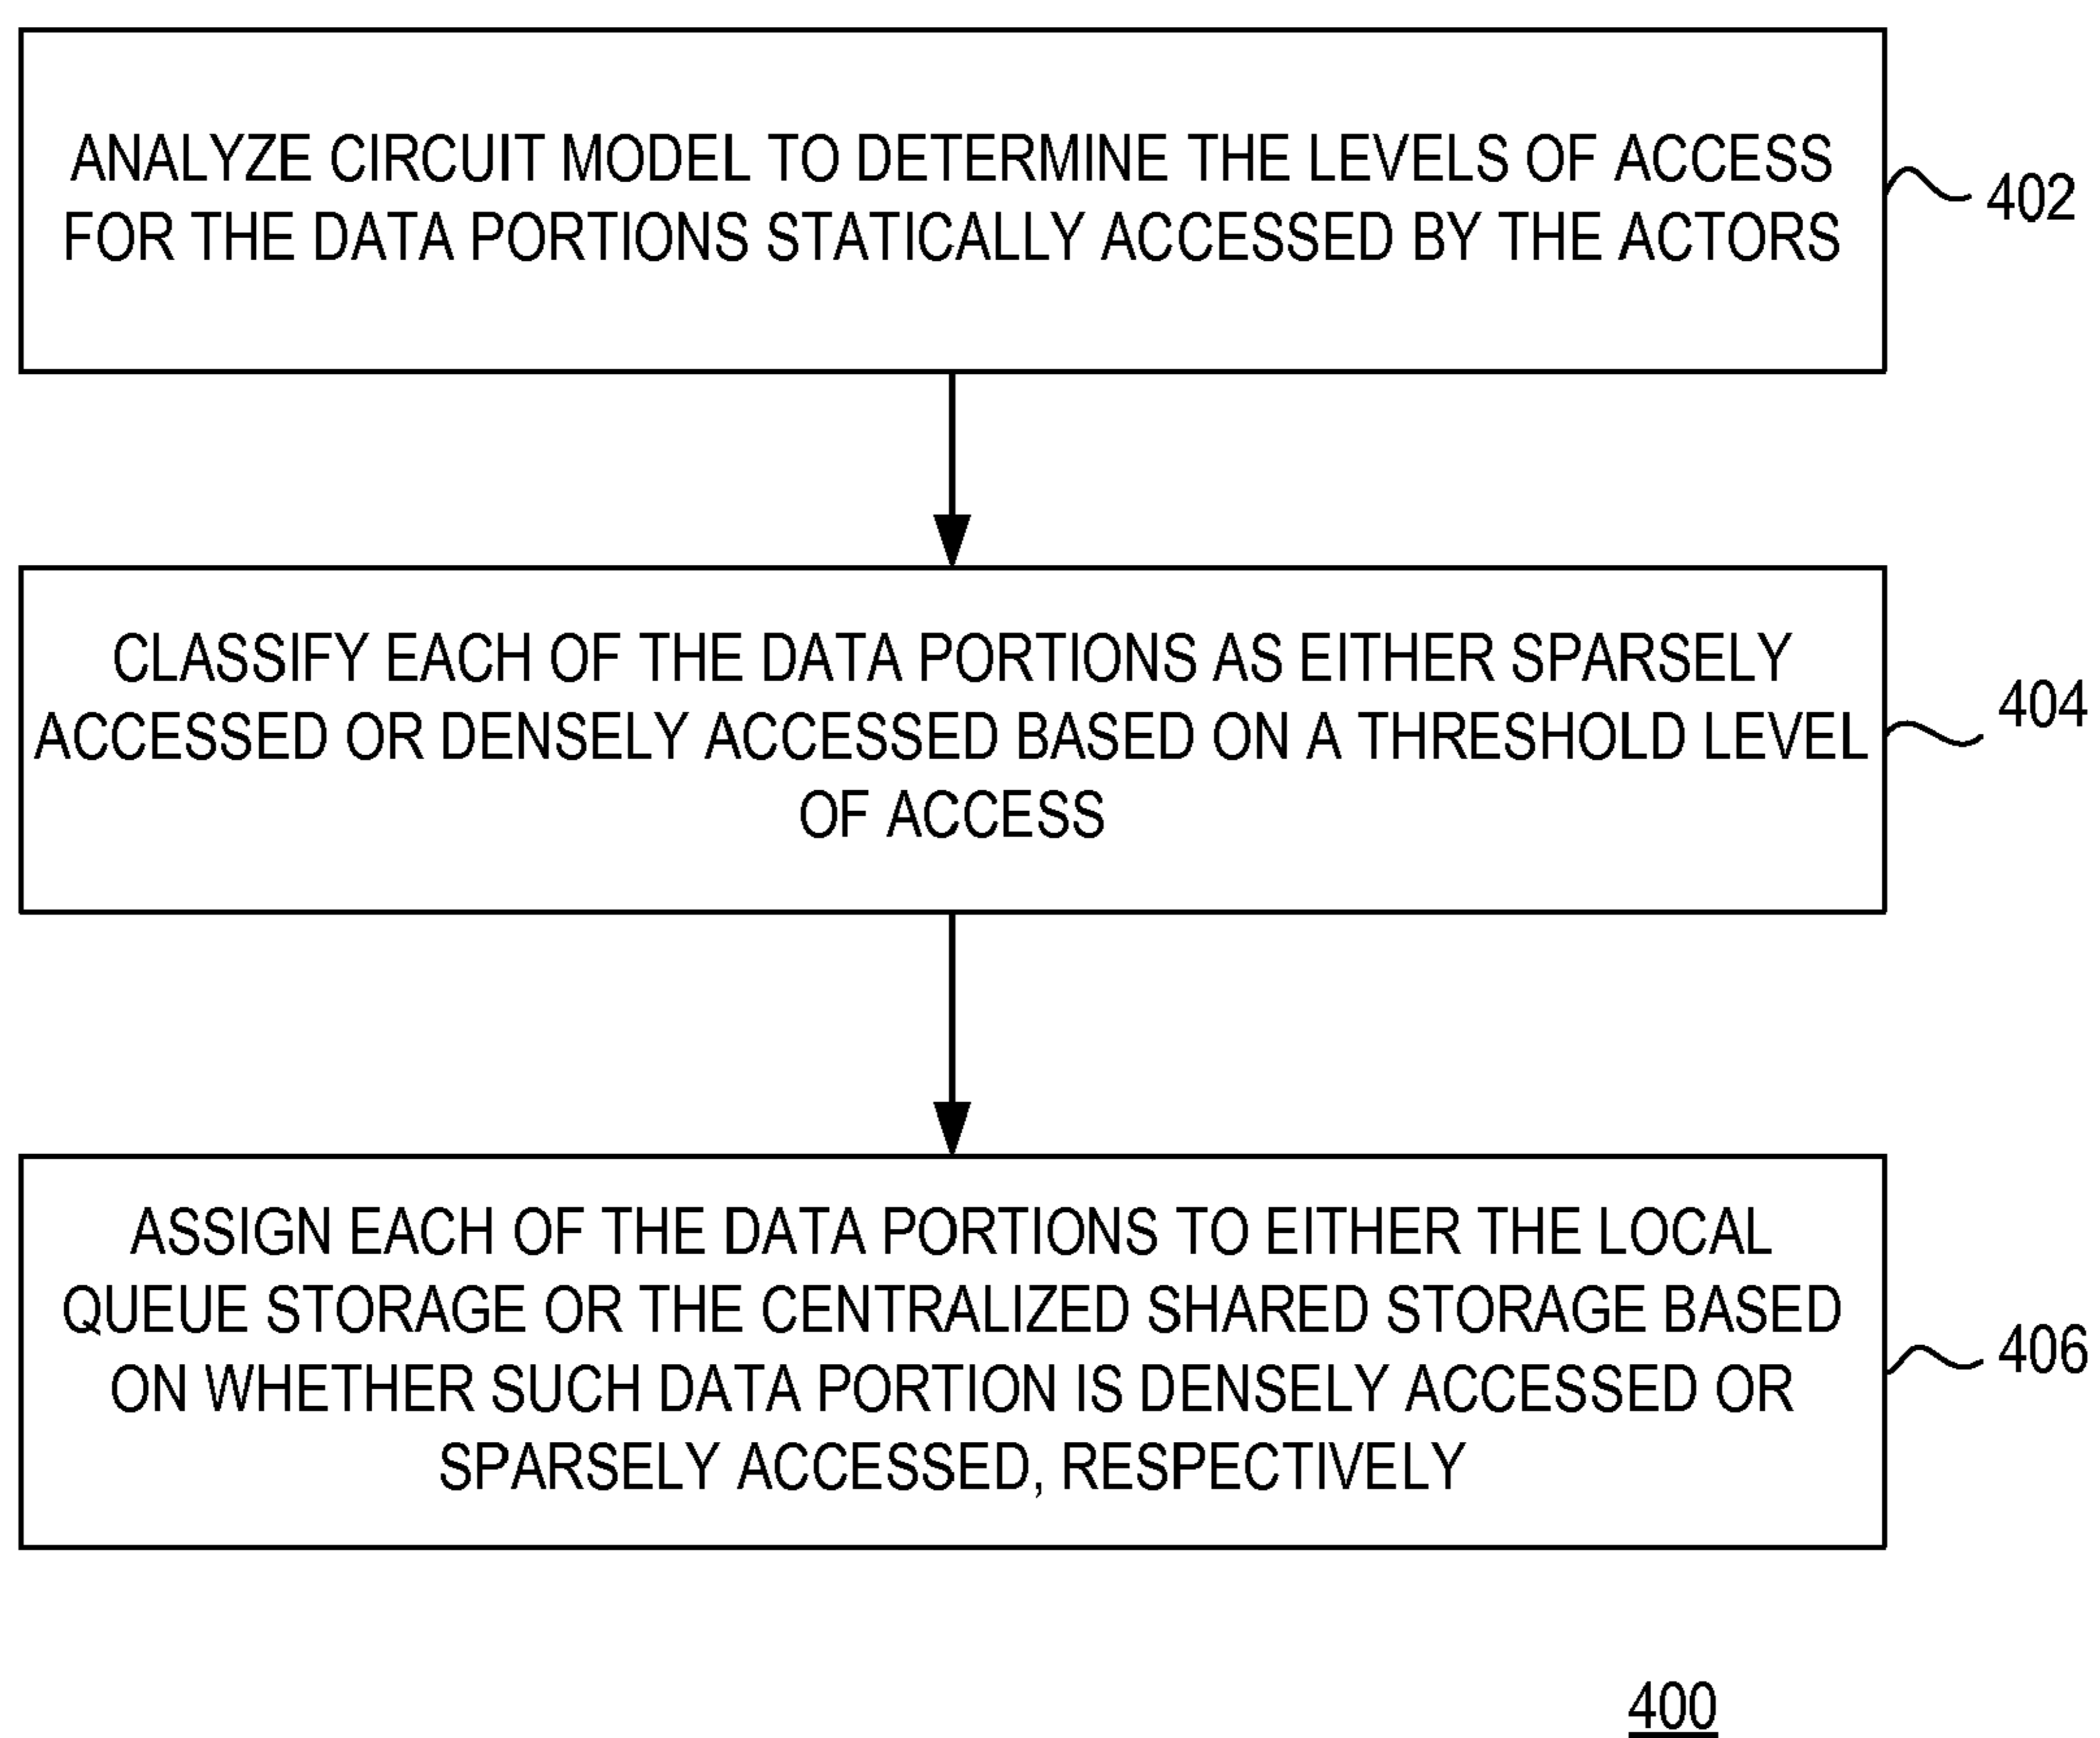 ANALYZE CIRCUIT MODEL TO DETERMINE THE LEVELS OF ACCESS
FOR THE DATA PORTIONS STATICALLY ACCESSED BY THE ACTORS
402
CLASSIFY EACH OF THE DATA PORTIONS AS EITHER SPARSELY
ACCESSED OR DENSELY ACCESSED BASED ON A THRESHOLD LEVEL
OF ACCESS
404
ASSIGN EACH OF THE DATA PORTIONS TO EITHER THE LOCAL
QUEUE STORAGE OR THE CENTRALIZED SHARED STORAGE BASED
ON WHETHER SUCH DATA PORTION IS DENSELY ACCESSED OR
SPARSELY ACCESSED, RESPECTIVELY
406
400